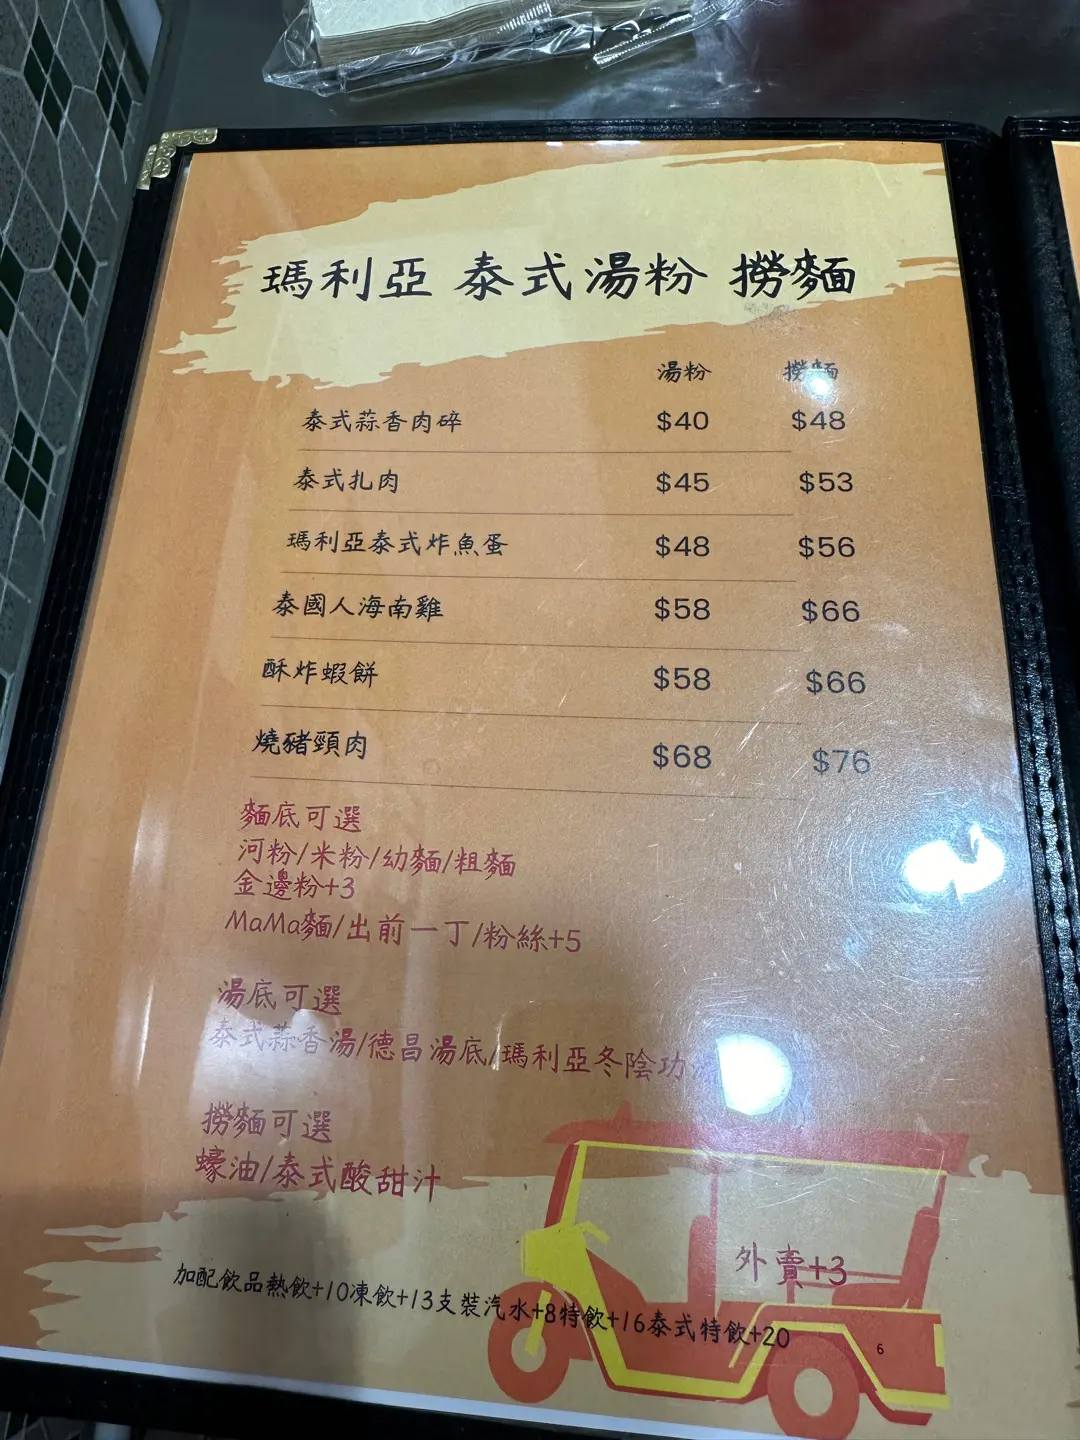 瑪利亞 泰式湯粉 撈麵
湯粉 撈麵
泰式蒜香肉碎 $40 $48
泰式扎肉 $45 $53
瑪利亞泰式炸魚蛋 $48 $56
泰國人海南雞 $58 $66
酥炸蝦餅 $58 $66
燒豬頸肉 $68 $76
麵底可選
河粉/米粉/幼麵/粗麵
金邊粉+3
MaMa麵/出前一丁/粉絲+5
湯底可選
泰式蒜香湯/德昌湯底/瑪利亞冬陰功
撈麵可選
蠔油/泰式酸甜汁
外賣+3
加配飲品熱飲+10凍飲+13支裝汽水+8特飲+16泰式特飲+20
6